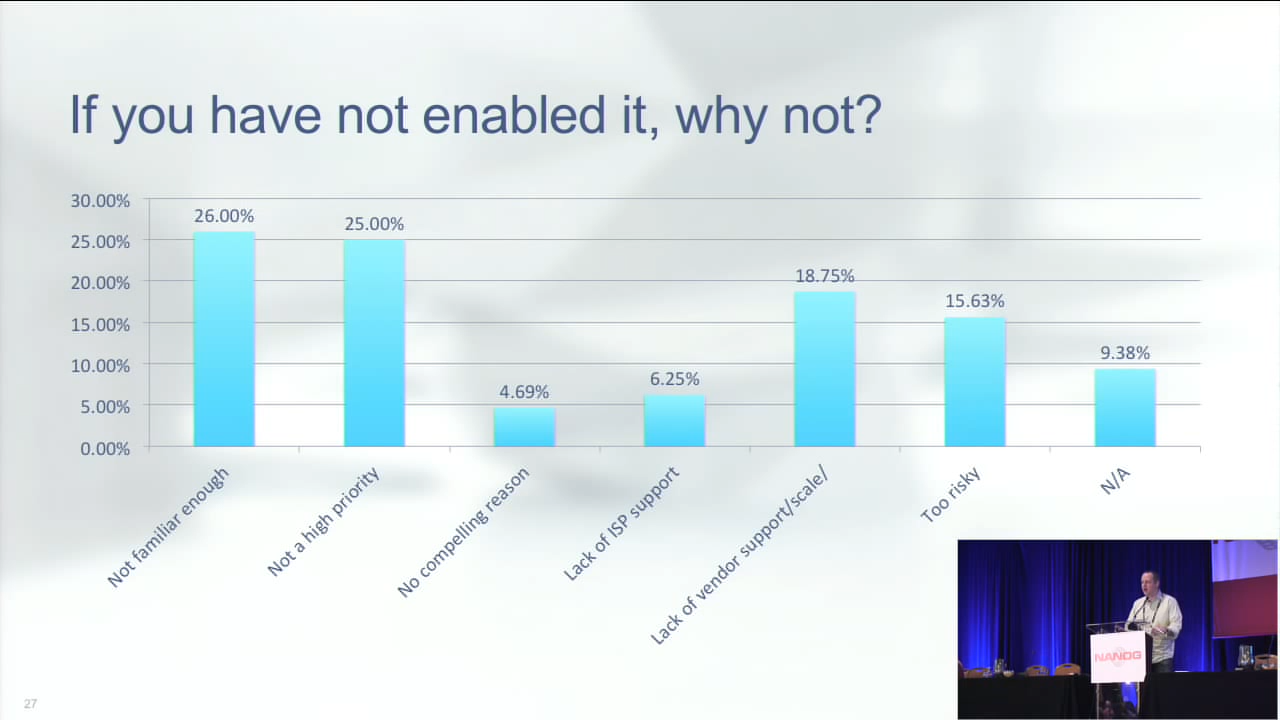 If you have not enabled it, why not?
30.00%
25.00%
20.00%
15.00%
10.00%
5.00%
0.00%
26.00%
25.00%
4.69%
6.25%
18.75%
15.63%
9.38%
Not familiar enough
Not a high priority
No compelling reason
Lack of ISP support
Lack of vendor support/scale/
Too risky
N/A
NANOG
27